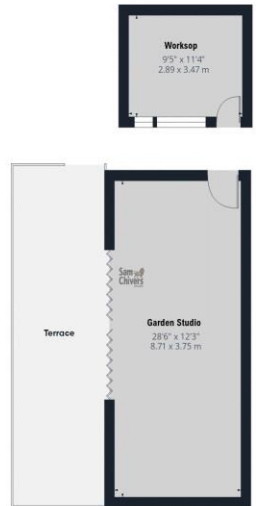 Worksop
9'5" x 11'4"
2.89 x 3.47 m
Sam
Chivers
Terrace
Garden Studio
28'6" x 12'3"
8.71 x 3.75 m